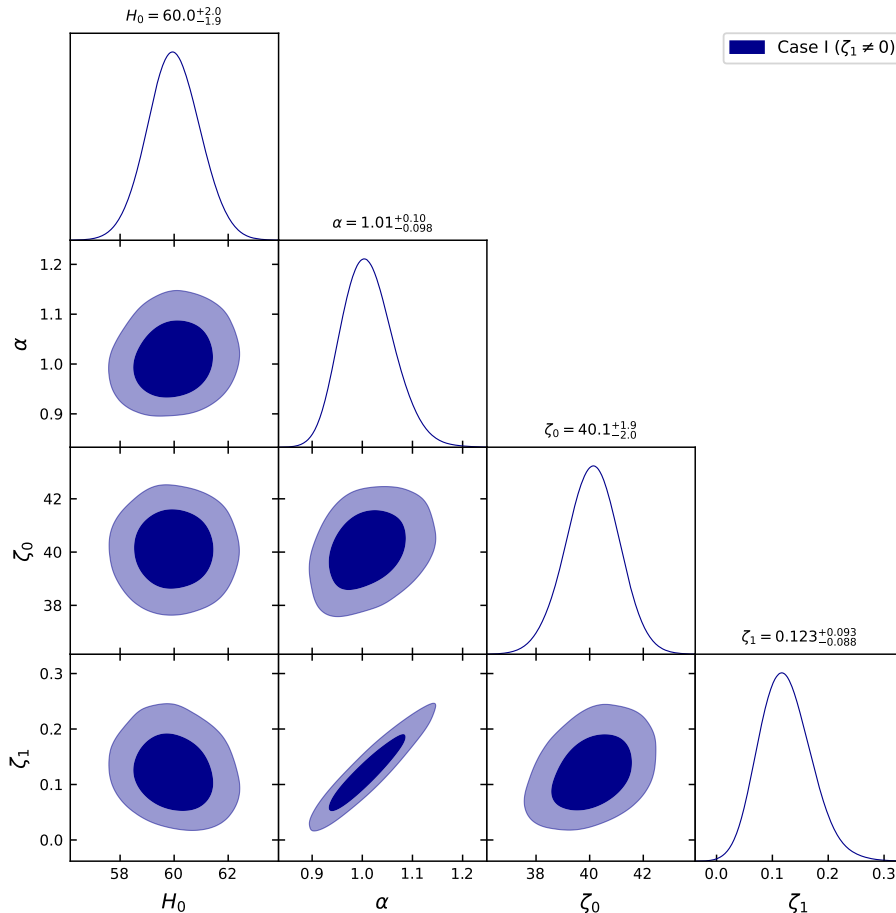 H₀ = 60.0⁺²·⁰₋₁.₉
Case I (ζ₁ ≠ 0)
α = 1.01⁺⁰·¹⁰₋₀.₀₉₈
1.2
1.1
1.0
0.9
α
ζ₀ = 40.1⁺¹·⁹₋₂.₀
42
40
38
ζ₀
ζ₁ = 0.123⁺⁰·⁰⁹³₋₀.₀₈₈
0.3
0.2
0.1
0.0
ζ₁
58 60 62 0.9 1.0 1.1 1.2 38 40 42 0.0 0.1 0.2 0.3
H₀ α ζ₀ ζ₁